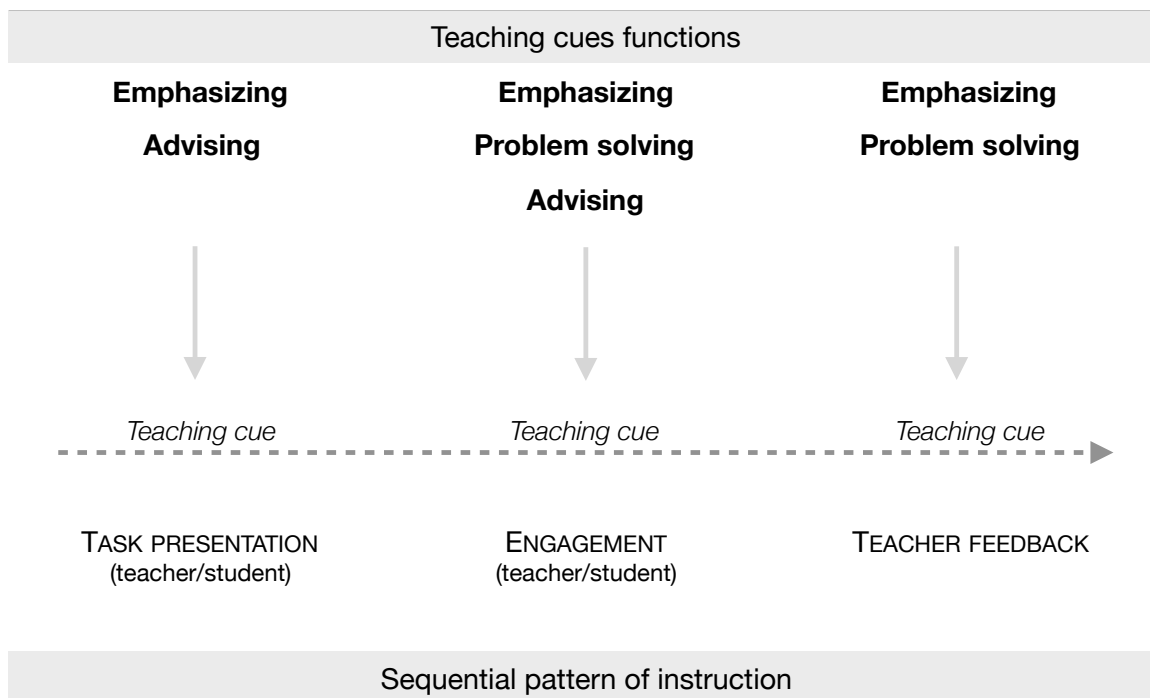 Teaching cues functions
Emphasizing Emphasizing Emphasizing
Advising Problem solving Problem solving
Advising
Teaching cue Teaching cue Teaching cue
TASK PRESENTATION ENGAGEMENT TEACHER FEEDBACK
(teacher/student) (teacher/student)
Sequential pattern of instruction